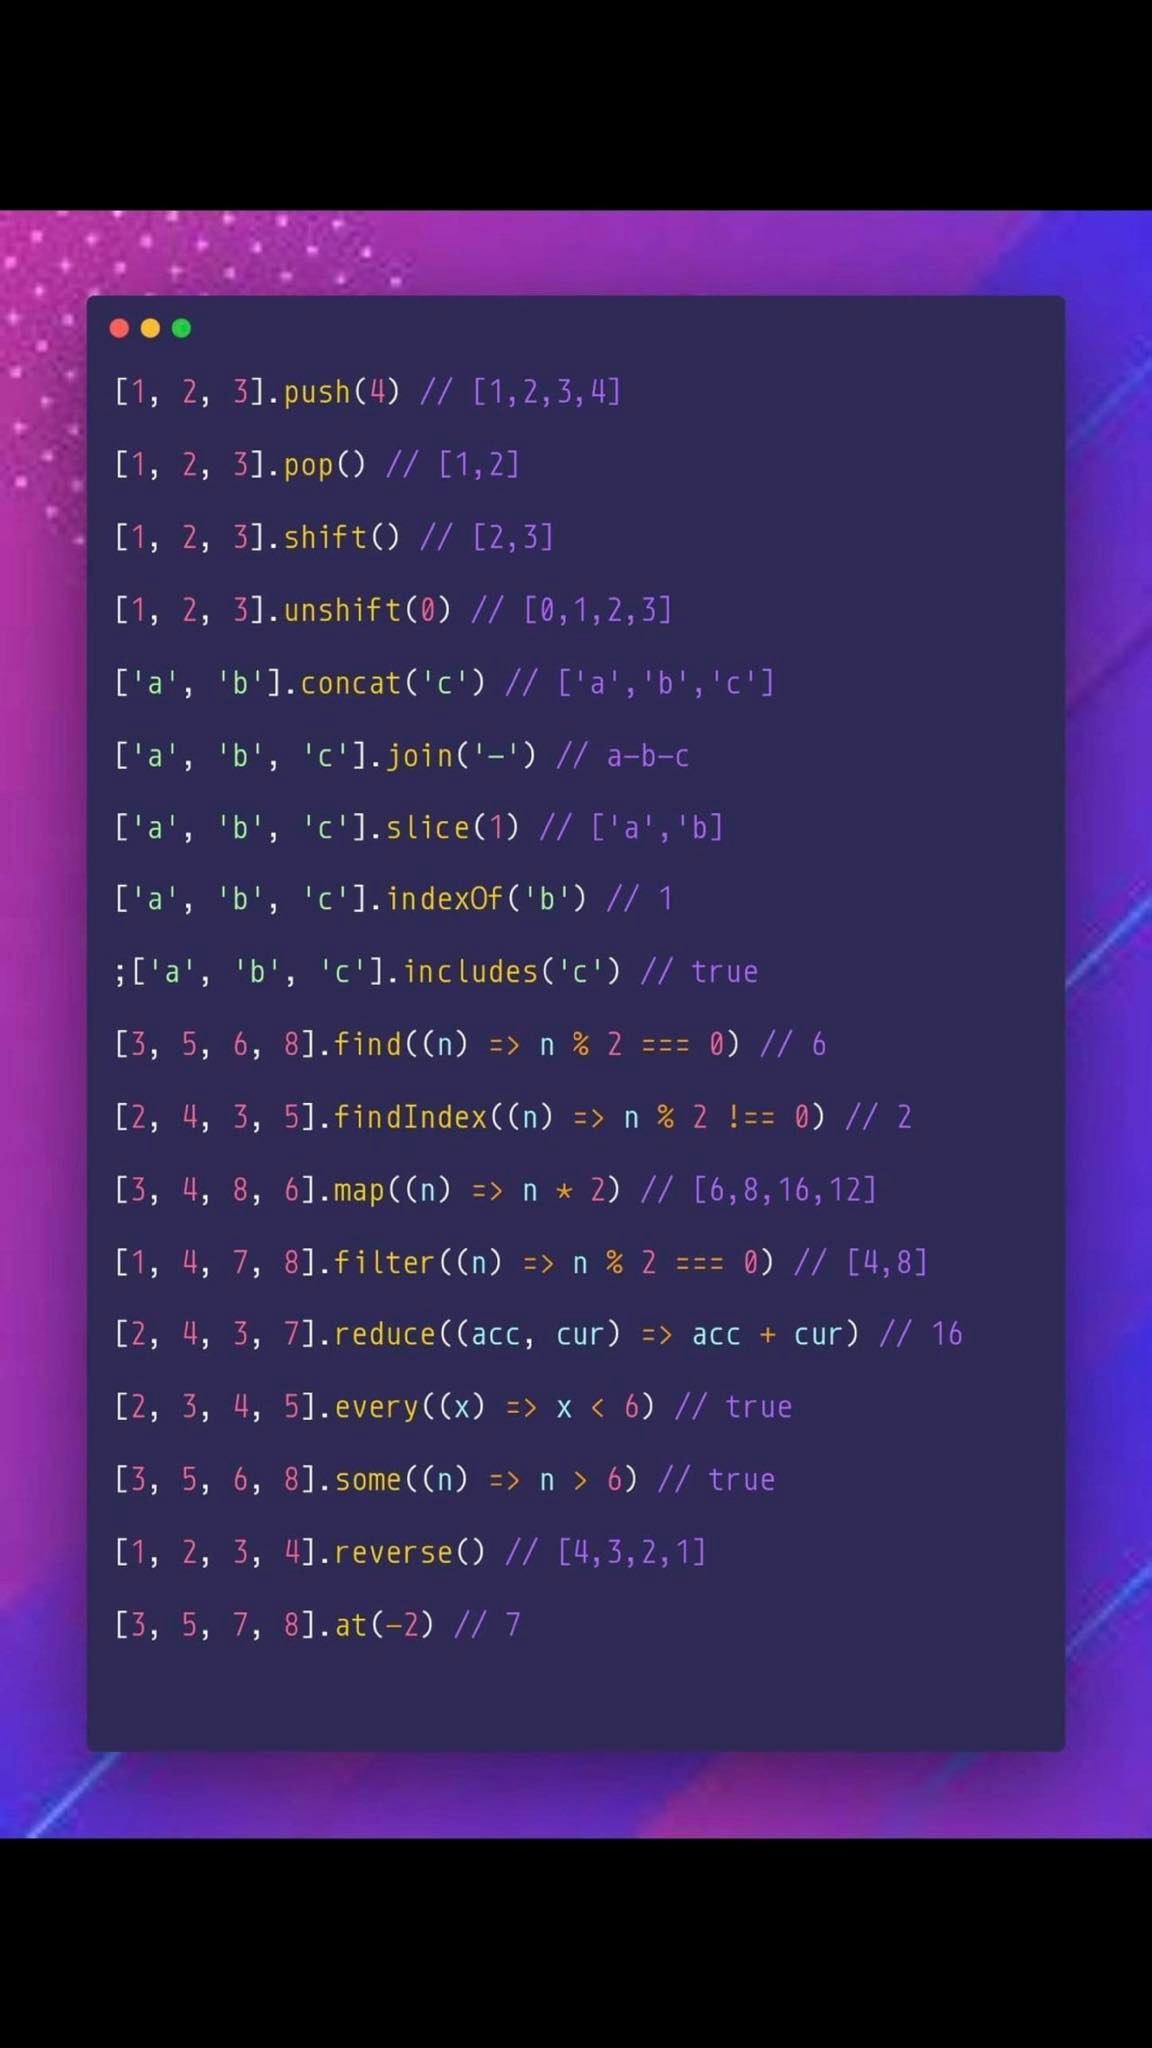 [1, 2, 3].push(4) // [1,2,3,4]
[1, 2, 3].pop() // [1,2]
[1, 2, 3].shift() // [2,3]
[1, 2, 3].unshift(0) // [0,1,2,3]
['a', 'b'].concat('c') // ['a','b','c']
['a', 'b', 'c'].join('-') // a-b-c
['a', 'b', 'c'].slice(1) // ['a','b]
['a', 'b', 'c'].indexOf('b') // 1
;['a', 'b', 'c'].includes('c') // true
[3, 5, 6, 8].find((n) => n % 2 === 0) // 6
[2, 4, 3, 5].findIndex((n) => n % 2 !== 0) // 2
[3, 4, 8, 6].map((n) => n * 2) // [6,8,16,12]
[1, 4, 7, 8].filter((n) => n % 2 === 0) // [4,8]
[2, 4, 3, 7].reduce((acc, cur) => acc + cur) // 16
[2, 3, 4, 5].every((x) => x < 6) // true
[3, 5, 6, 8].some((n) => n > 6) // true
[1, 2, 3, 4].reverse() // [4,3,2,1]
[3, 5, 7, 8].at(-2) // 7